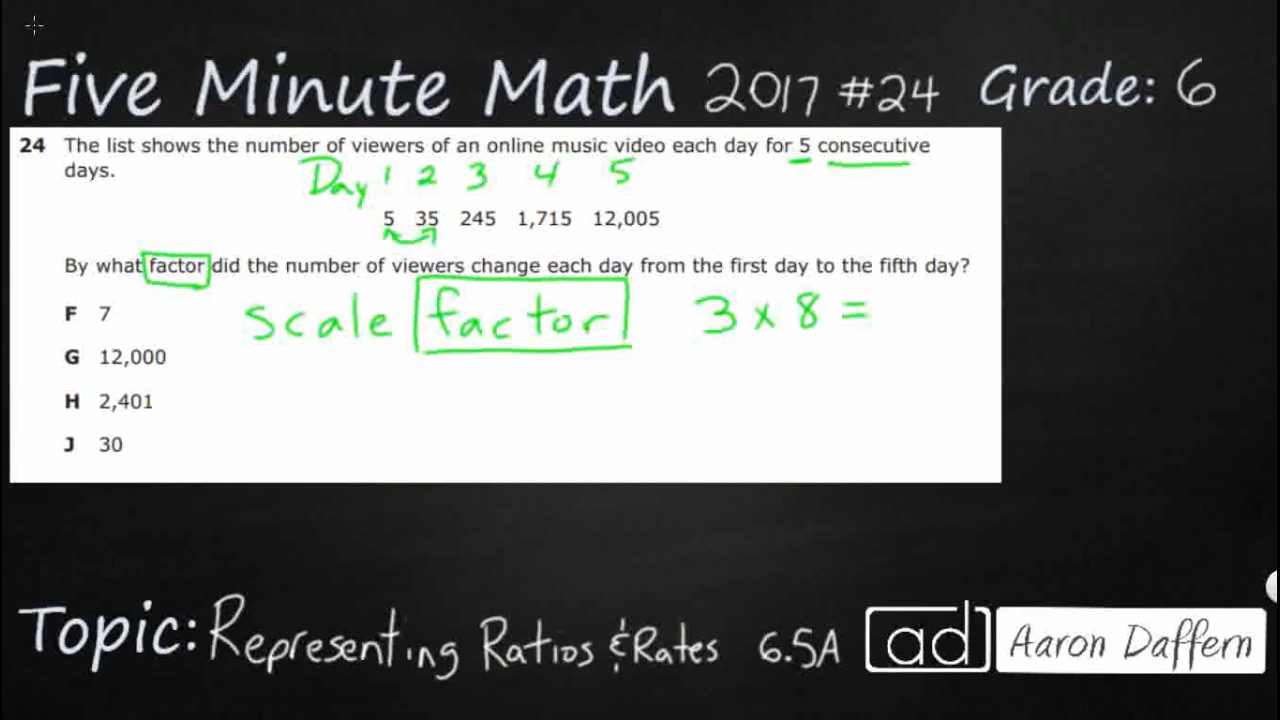 Five Minute Math 2017 #24 Grade: 6
24 The list shows the number of viewers of an online music video each day for 5 consecutive
days.
Day 1 2 3 4 5
5 35 245 1,715 12,005
By what factor did the number of viewers change each day from the first day to the fifth day?
F 7
scale factor 3 x 8 =
G 12,000
H 2,401
J 30
Topic: Representing Ratios & Rates 6.5A ad Aaron Daffern